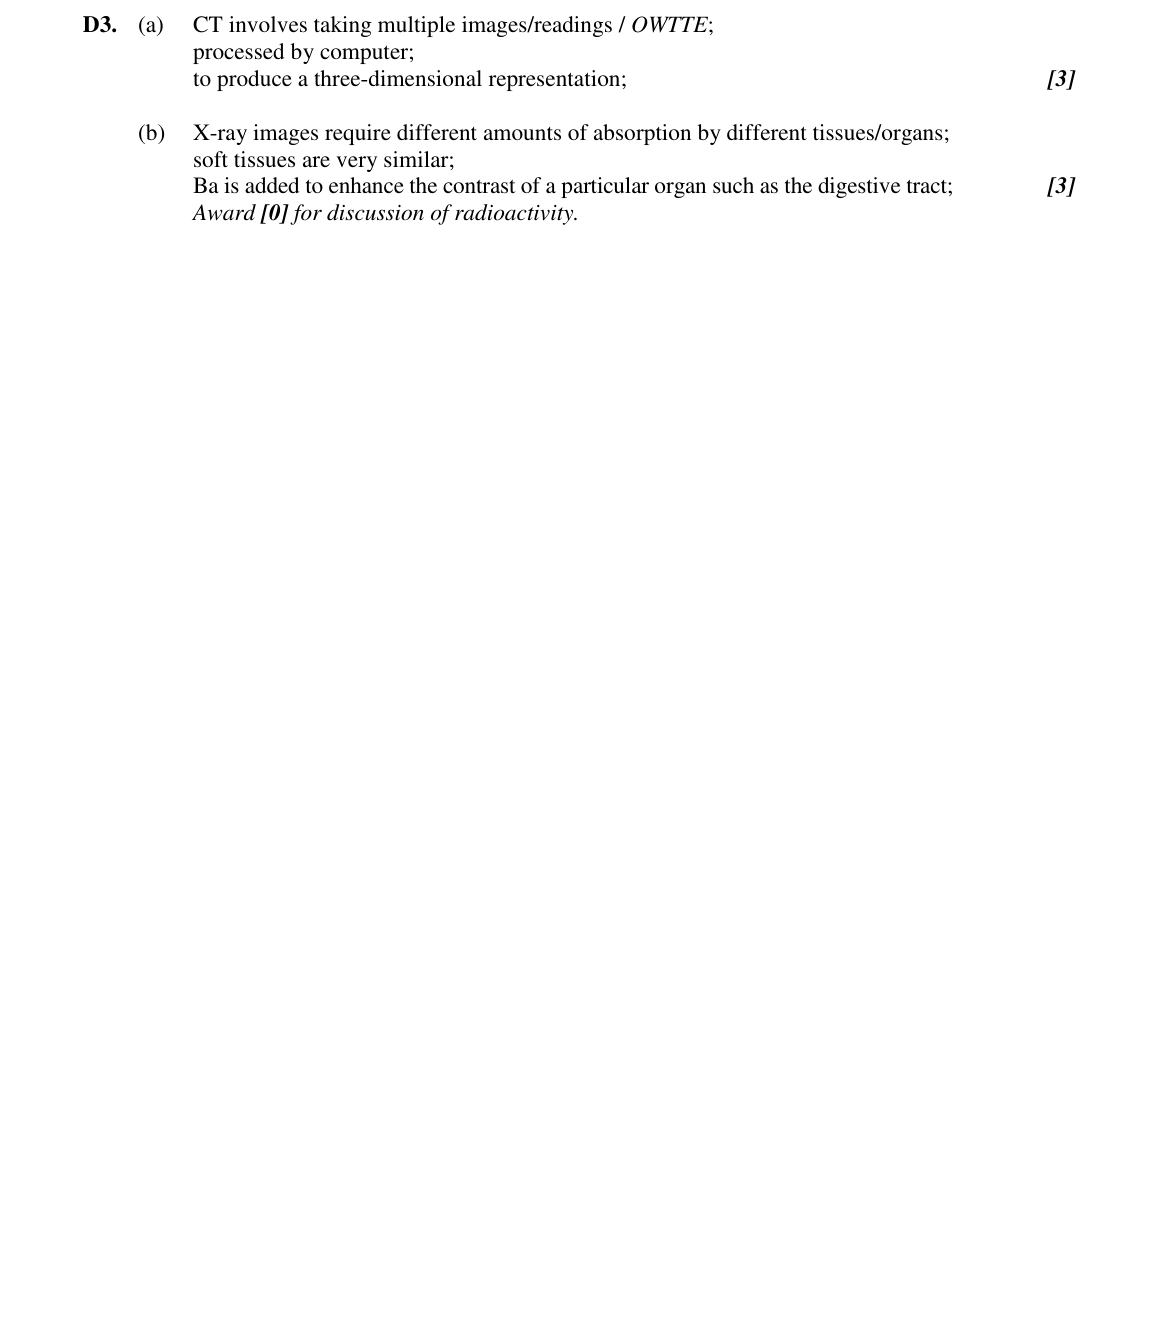 D3. (a) CT involves taking multiple images/readings / OWTTE;
processed by computer;
to produce a three-dimensional representation; [3]
(b) X-ray images require different amounts of absorption by different tissues/organs;
soft tissues are very similar;
Ba is added to enhance the contrast of a particular organ such as the digestive tract; [3]
Award [0] for discussion of radioactivity.